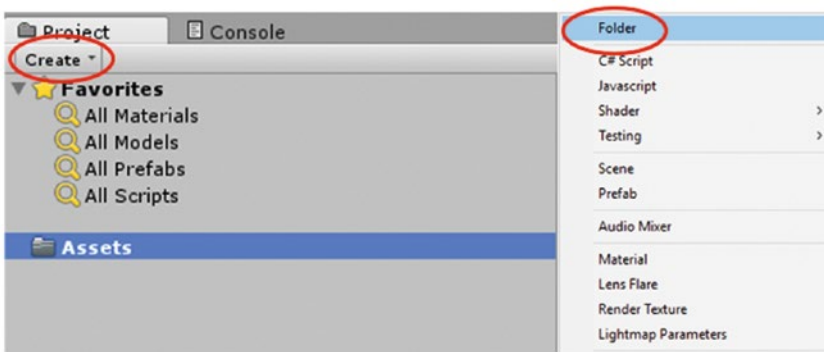 Project
Console
Create
Favorites
All Materials
All Models
All Prefabs
All Scripts
Assets
Folder
C# Script
Javascript
Shader
Testing
Scene
Prefab
Audio Mixer
Material
Lens Flare
Render Texture
Lightmap Parameters